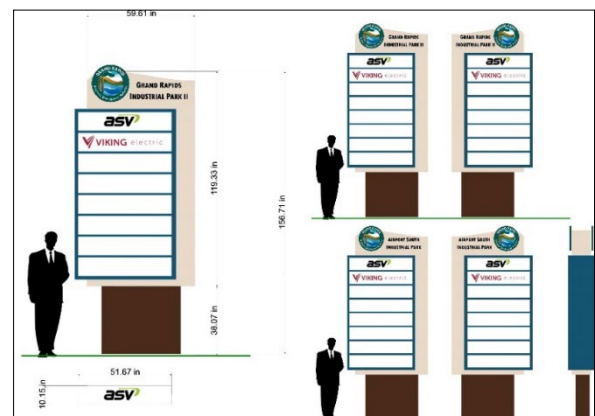 59.61 in
GRAND RAPIDS
INDUSTRIAL PARK II
asv
VIKING electric
119.33 in
156.71 in
38.07 in
51.67 in
10.15 in
asv
GRAND RAPIDS
INDUSTRIAL PARK II
asv
VIKING electric
GRAND RAPIDS
INDUSTRIAL PARK II
asv
VIKING electric
AIRPORT SOUTH
INDUSTRIAL PARK
asv
VIKING electric
AIRPORT SOUTH
INDUSTRIAL PARK
asv
VIKING electric